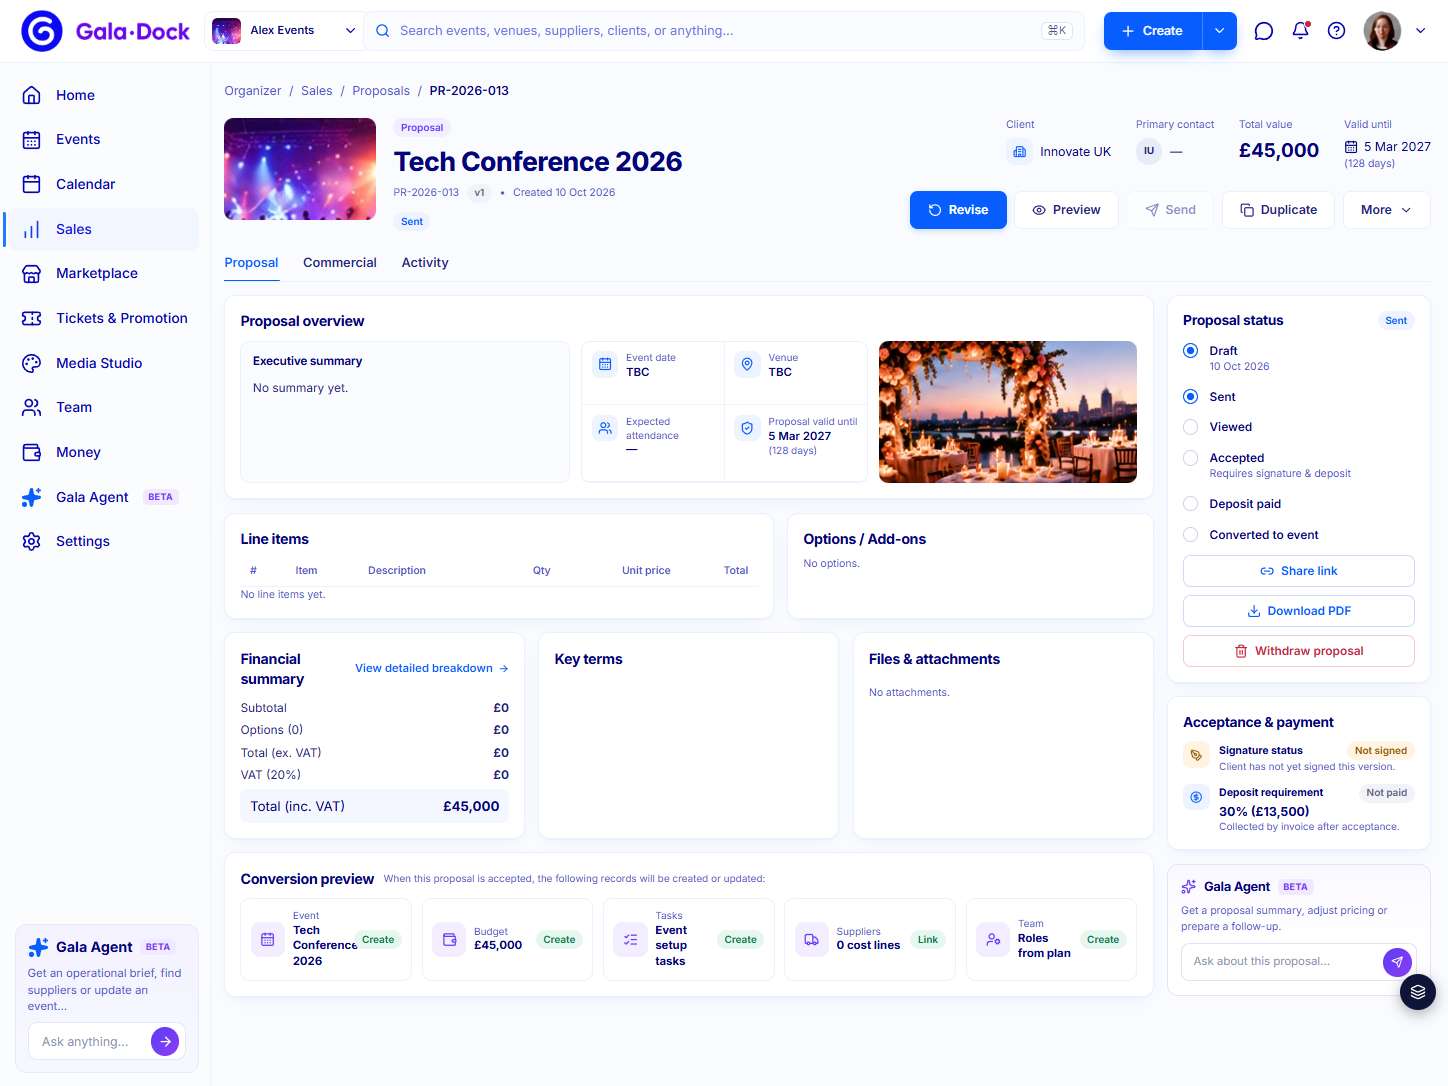 Gala·Dock
Alex Events
Search events, venues, suppliers, clients, or anything...
⌘K
+ Create
Home
Events
Calendar
Sales
Marketplace
Tickets & Promotion
Media Studio
Team
Money
Gala Agent BETA
Settings
Gala Agent BETA
Get an operational brief, find
suppliers or update an
event...
Ask anything...
Organizer / Sales / Proposals / PR-2026-013
Proposal
Tech Conference 2026
PR-2026-013 v1 • Created 10 Oct 2026
Sent
Client
Innovate UK
Primary contact
IU —
Total value
£45,000
Valid until
5 Mar 2027
(128 days)
Revise
Preview
Send
Duplicate
More
Proposal
Commercial
Activity
Proposal overview
Executive summary
No summary yet.
Event date
TBC
Venue
TBC
Expected
attendance
—
Proposal valid until
5 Mar 2027
(128 days)
Line items
# Item Description Qty Unit price Total
No line items yet.
Options / Add-ons
No options.
Financial
summary
View detailed breakdown →
Subtotal £0
Options (0) £0
Total (ex. VAT) £0
VAT (20%) £0
Total (inc. VAT) £45,000
Key terms
Files & attachments
No attachments.
Conversion preview When this proposal is accepted, the following records will be created or updated:
Event
Tech
Conference
2026
Create
Budget
£45,000
Create
Tasks
Event
setup
tasks
Create
Suppliers
0 cost lines
Link
Team
Roles
from plan
Create
Proposal status Sent
Draft
10 Oct 2026
Sent
Viewed
Accepted
Requires signature & deposit
Deposit paid
Converted to event
Share link
Download PDF
Withdraw proposal
Acceptance & payment
Signature status Not signed
Client has not yet signed this version.
Deposit requirement Not paid
30% (£13,500)
Collected by invoice after acceptance.
Gala Agent BETA
Get a proposal summary, adjust pricing or
prepare a follow-up.
Ask about this proposal...